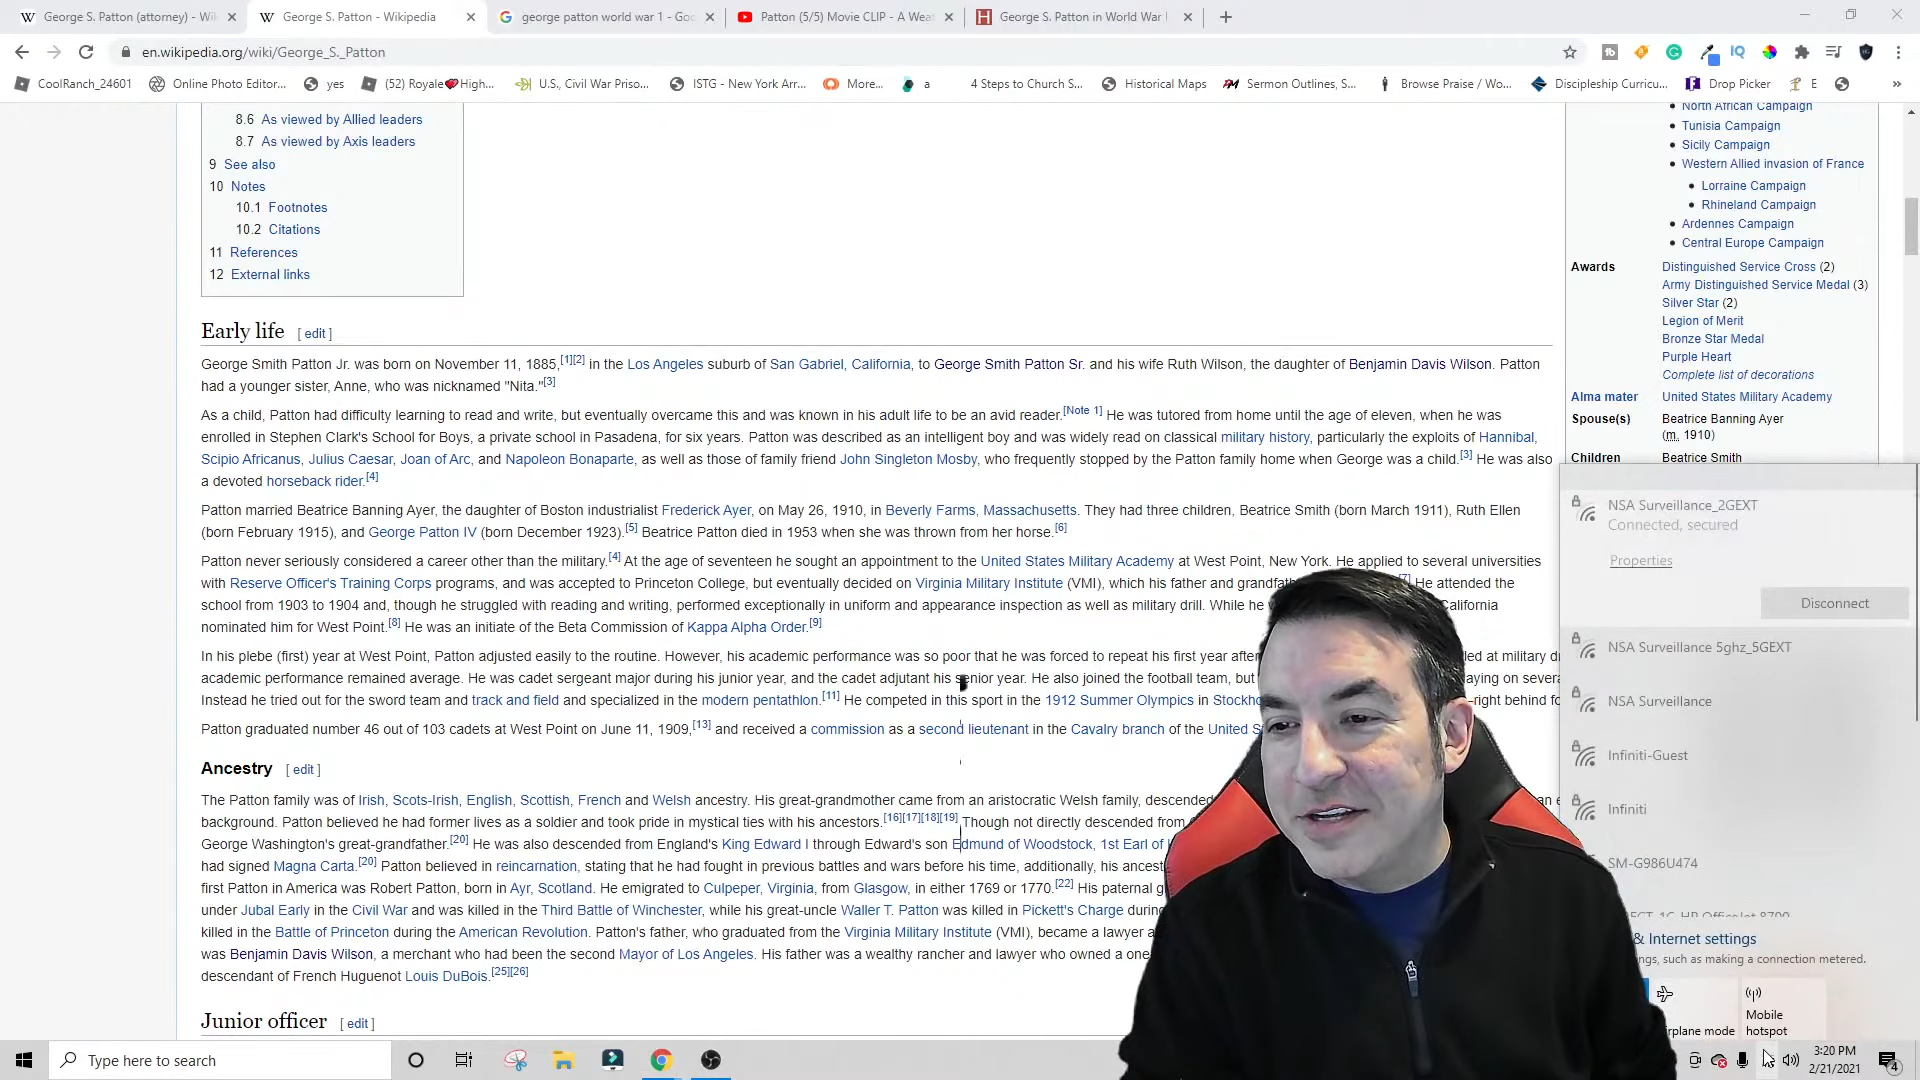 George S. Patton (attorney) - Wi
George S. Patton - Wikipedia
george patton world war 1 - Goo
Patton (5/5) Movie CLIP - A Wea
George S. Patton in World War I
en.wikipedia.org/wiki/George_S._Patton
CoolRanch_24601
Online Photo Editor...
yes
(52) Royale❤High...
U.S., Civil War Priso...
ISTG - New York Arr...
More...
a
4 Steps to Church S...
Historical Maps
Sermon Outlines, S...
Browse Praise / Wo...
Discipleship Curricu...
Drop Picker
E
8.6 As viewed by Allied leaders
8.7 As viewed by Axis leaders
9 See also
10 Notes
10.1 Footnotes
10.2 Citations
11 References
12 External links
Early life [ edit ]
George Smith Patton Jr. was born on November 11, 1885,[1][2] in the Los Angeles suburb of San Gabriel, California, to George Smith Patton Sr. and his wife Ruth Wilson, the daughter of Benjamin Davis Wilson. Patton
had a younger sister, Anne, who was nicknamed "Nita."[3]
As a child, Patton had difficulty learning to read and write, but eventually overcame this and was known in his adult life to be an avid reader.[Note 1] He was tutored from home until the age of eleven, when he was
enrolled in Stephen Clark's School for Boys, a private school in Pasadena, for six years. Patton was described as an intelligent boy and was widely read on classical military history, particularly the exploits of Hannibal,
Scipio Africanus, Julius Caesar, Joan of Arc, and Napoleon Bonaparte, as well as those of family friend John Singleton Mosby, who frequently stopped by the Patton family home when George was a child.[3] He was also
a devoted horseback rider.[4]
Patton married Beatrice Banning Ayer, the daughter of Boston industrialist Frederick Ayer, on May 26, 1910, in Beverly Farms, Massachusetts. They had three children, Beatrice Smith (born March 1911), Ruth Ellen
(born February 1915), and George Patton IV (born December 1923).[5] Beatrice Patton died in 1953 when she was thrown from her horse.[6]
Patton never seriously considered a career other than the military.[4] At the age of seventeen he sought an appointment to the United States Military Academy at West Point, New York. He applied to several universities
with Reserve Officer's Training Corps programs, and was accepted to Princeton College, but eventually decided on Virginia Military Institute (VMI), which his father and grandfa [7] He attended the
school from 1903 to 1904 and, though he struggled with reading and writing, performed exceptionally in uniform and appearance inspection as well as military drill. While he California
nominated him for West Point.[8] He was an initiate of the Beta Commission of Kappa Alpha Order.[9]
In his plebe (first) year at West Point, Patton adjusted easily to the routine. However, his academic performance was so poor that he was forced to repeat his first year after led at military d
academic performance remained average. He was cadet sergeant major during his junior year, and the cadet adjutant his senior year. He also joined the football team, but aying on severa
Instead he tried out for the sword team and track and field and specialized in the modern pentathlon.[11] He competed in this sport in the 1912 Summer Olympics in Stockho -right behind fo
Patton graduated number 46 out of 103 cadets at West Point on June 11, 1909,[13] and received a commission as a second lieutenant in the Cavalry branch of the United S
Ancestry [ edit ]
The Patton family was of Irish, Scots-Irish, English, Scottish, French and Welsh ancestry. His great-grandmother came from an aristocratic Welsh family, descended
background. Patton believed he had former lives as a soldier and took pride in mystical ties with his ancestors.[16][17][18][19] Though not directly descended from
George Washington's great-grandfather.[20] He was also descended from England's King Edward I through Edward's son Edmund of Woodstock, 1st Earl of
had signed Magna Carta.[20] Patton believed in reincarnation, stating that he had fought in previous battles and wars before his time, additionally, his ancest
first Patton in America was Robert Patton, born in Ayr, Scotland. He emigrated to Culpeper, Virginia, from Glasgow, in either 1769 or 1770.[22] His paternal g
under Jubal Early in the Civil War and was killed in the Third Battle of Winchester, while his great-uncle Waller T. Patton was killed in Pickett's Charge during
killed in the Battle of Princeton during the American Revolution. Patton's father, who graduated from the Virginia Military Institute (VMI), became a lawyer a
was Benjamin Davis Wilson, a merchant who had been the second Mayor of Los Angeles. His father was a wealthy rancher and lawyer who owned a one
descendant of French Huguenot Louis DuBois.[25][26]
Junior officer [ edit ]
North African Campaign
Tunisia Campaign
Sicily Campaign
Western Allied invasion of France
Lorraine Campaign
Rhineland Campaign
Ardennes Campaign
Central Europe Campaign
Awards
Distinguished Service Cross (2)
Army Distinguished Service Medal (3)
Silver Star (2)
Legion of Merit
Bronze Star Medal
Purple Heart
Complete list of decorations
Alma mater United States Military Academy
Spouse(s) Beatrice Banning Ayer
(m. 1910)
Children Beatrice Smith
NSA Surveillance_2GEXT
Connected, secured
Properties
Disconnect
NSA Surveillance 5ghz_5GEXT
NSA Surveillance
Infiniti-Guest
Infiniti
SM-G986U474
& Internet settings
ngs, such as making a connection metered.
rplane mode
Mobile
hotspot
Type here to search
3:20 PM
2/21/2021
4